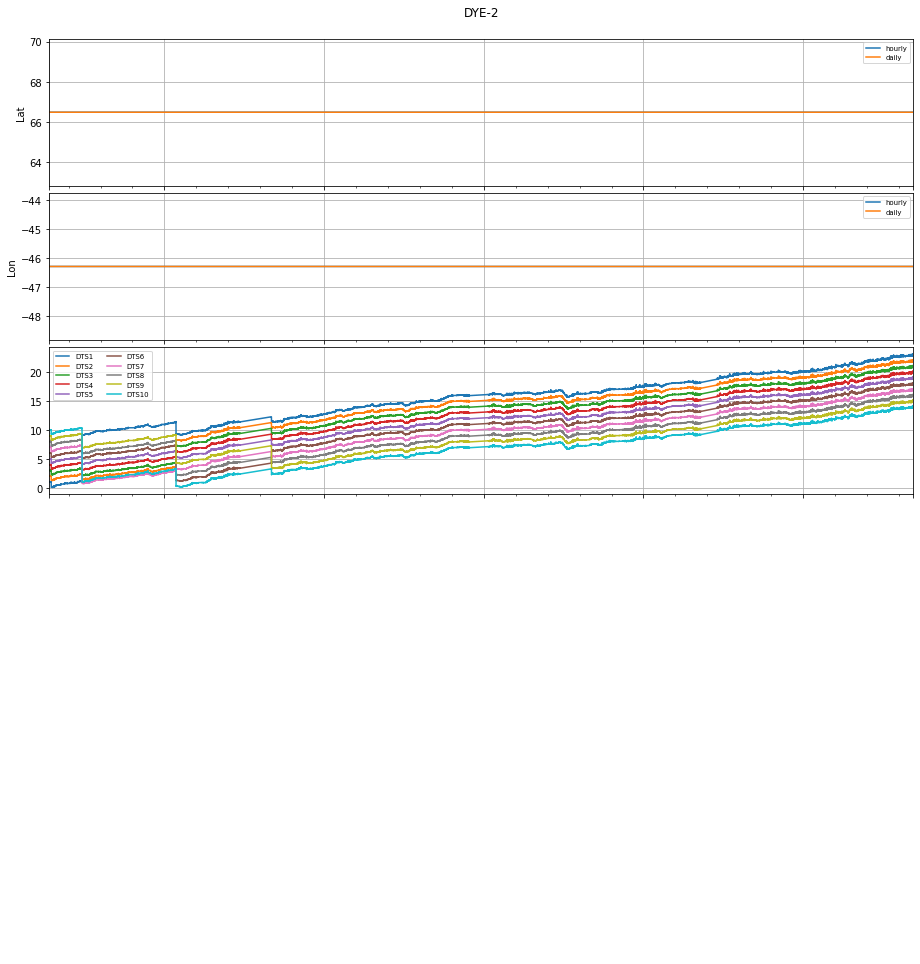 DYE-2
70
68
66
64
Lat
hourly
daily
−44
−45
−46
−47
−48
Lon
hourly
daily
20
15
10
5
0
DTS1 DTS6
DTS2 DTS7
DTS3 DTS8
DTS4 DTS9
DTS5 DTS10